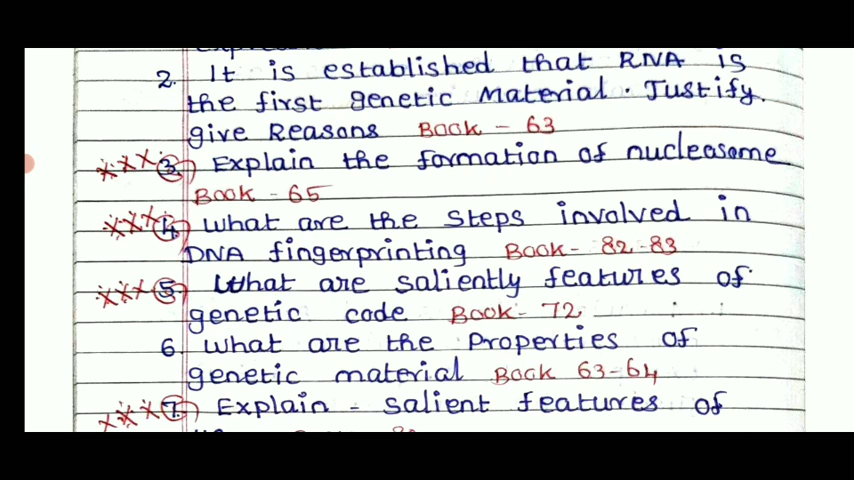 2. It is established that RNA is
the first genetic Material. Justify.
give Reasons Book - 63
xxx 3. Explain the formation of nucleosome
Book - 65
xxx 4. What are the steps involved in
DNA fingerprinting Book- 82-83
xxx 5. What are saliently features of
genetic code Book- 72
6. What are the Properties of
genetic material Book 63-64
xxx 7. Explain - salient features of